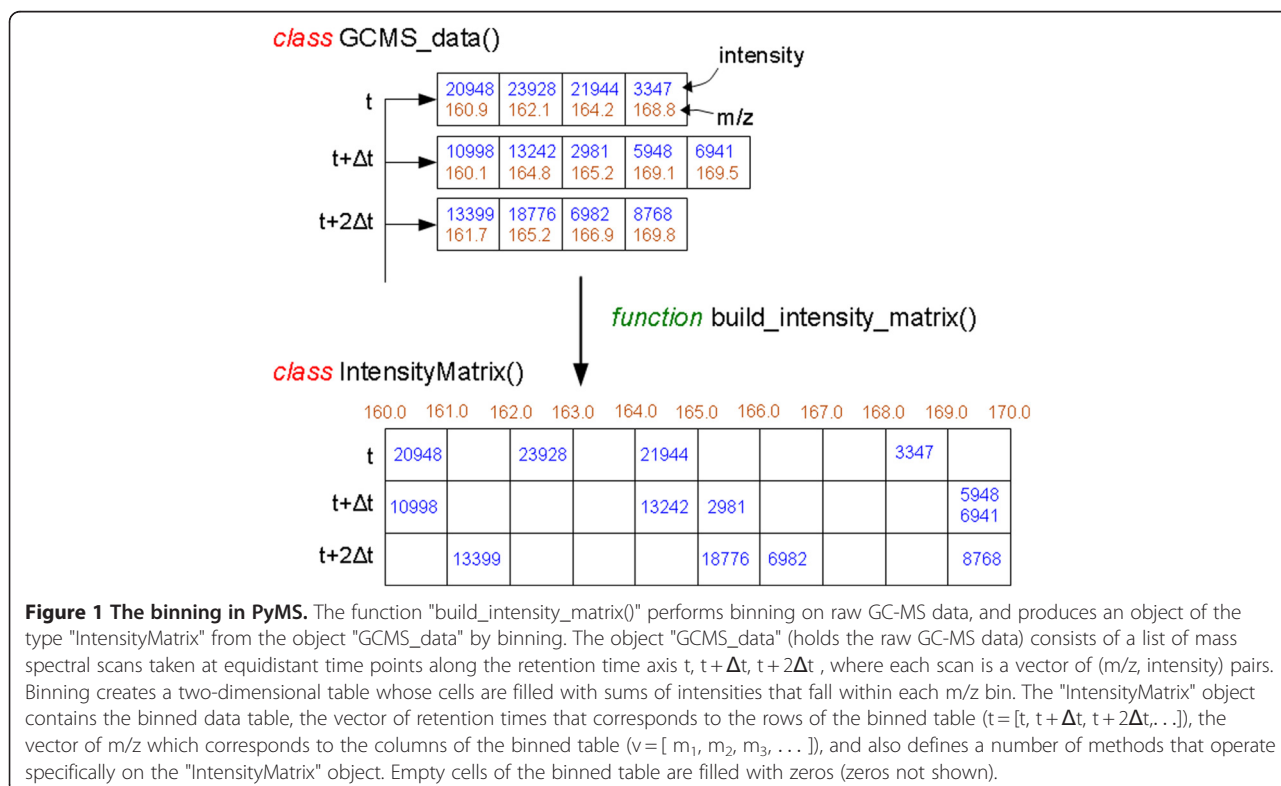 class GCMS_data()
intensity
t
20948 23928 21944 3347
160.9 162.1 164.2 168.8
m/z
t+Δt
10998 13242 2981 5948 6941
160.1 164.8 165.2 169.1 169.5
t+2Δt
13399 18776 6982 8768
161.7 165.2 166.9 169.8
function build_intensity_matrix()
class IntensityMatrix()
160.0 161.0 162.0 163.0 164.0 165.0 166.0 167.0 168.0 169.0 170.0
t 20948 23928 21944 3347
t+Δt 10998 13242 2981 5948
6941
t+2Δt 13399 18776 6982 8768
Figure 1 The binning in PyMS. The function "build_intensity_matrix()" performs binning on raw GC-MS data, and produces an object of the
type "IntensityMatrix" from the object "GCMS_data" by binning. The object "GCMS_data" (holds the raw GC-MS data) consists of a list of mass
spectral scans taken at equidistant time points along the retention time axis t, t + Δt, t + 2Δt , where each scan is a vector of (m/z, intensity) pairs.
Binning creates a two-dimensional table whose cells are filled with sums of intensities that fall within each m/z bin. The "IntensityMatrix" object
contains the binned data table, the vector of retention times that corresponds to the rows of the binned table (t = [t, t + Δt, t + 2Δt,. . .]), the
vector of m/z which corresponds to the columns of the binned table (v = [ m₁, m₂, m₃, . . . ]), and also defines a number of methods that operate
specifically on the "IntensityMatrix" object. Empty cells of the binned table are filled with zeros (zeros not shown).